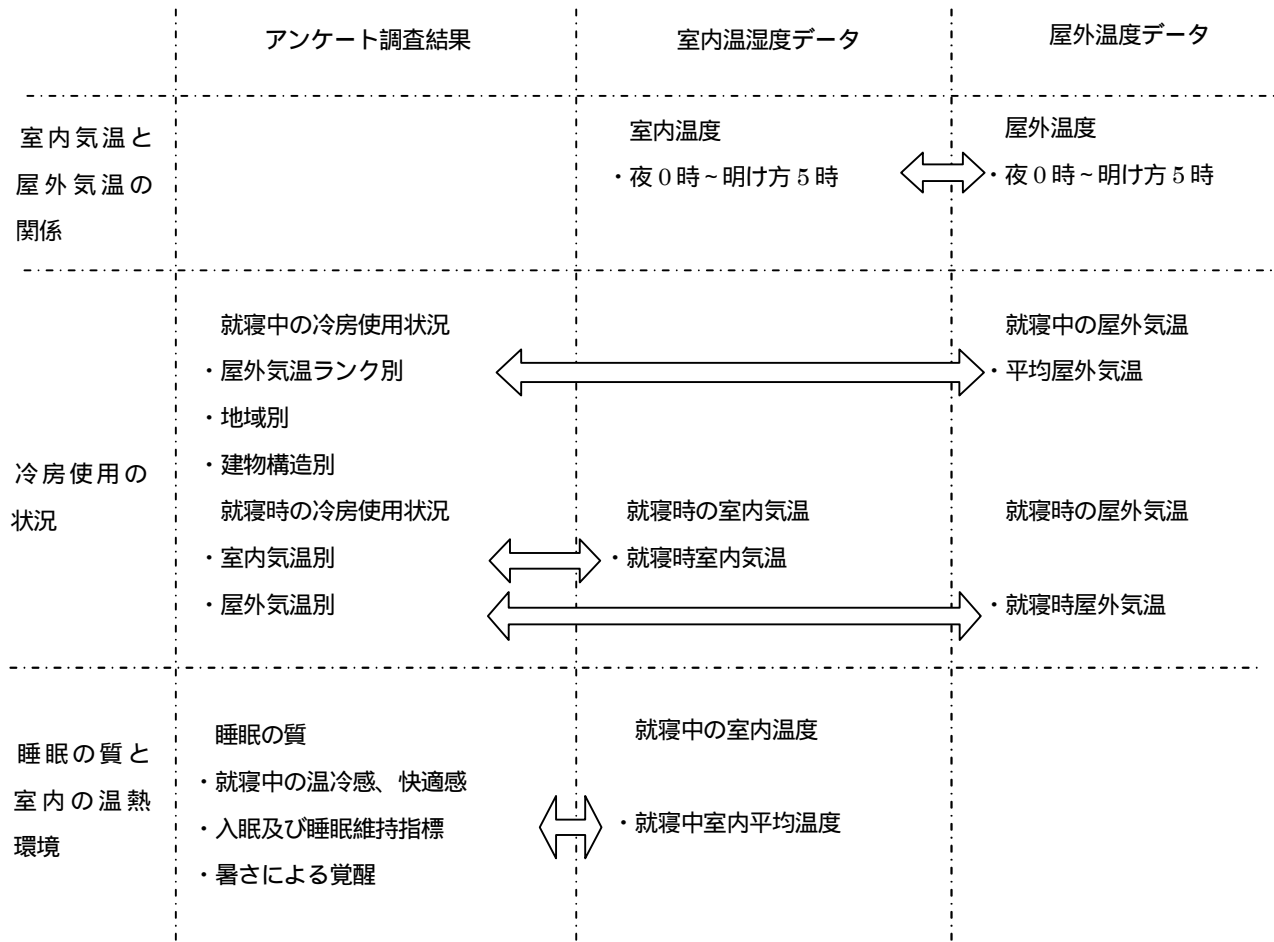 アンケート調査結果
室内温湿度データ
屋外温度データ
室内気温と
屋外気温の
関係
室内温度
・夜0時~明け方5時
屋外温度
・夜0時~明け方5時
冷房使用の
状況
就寝中の冷房使用状況
・屋外気温ランク別
・地域別
・建物構造別
就寝時の冷房使用状況
・室内気温別
・屋外気温別
就寝時の室内気温
・就寝時室内気温
就寝中の屋外気温
・平均屋外気温
就寝時の屋外気温
・就寝時屋外気温
睡眠の質と
室内の温熱
環境
睡眠の質
・就寝中の温冷感、快適感
・入眠及び睡眠維持指標
・暑さによる覚醒
就寝中の室内温度
・就寝中室内平均温度